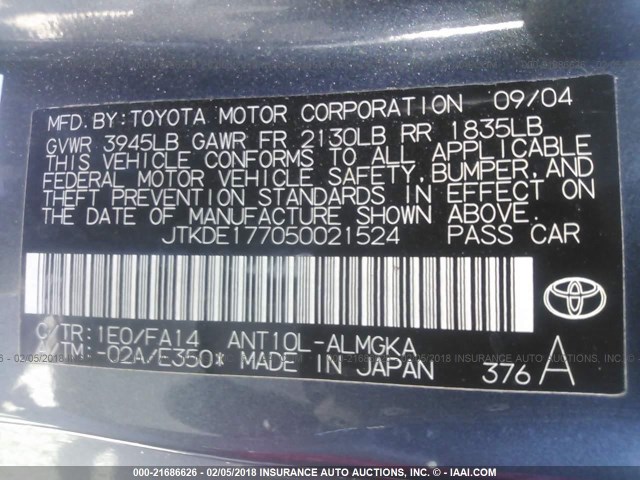 MFD.BY:TOYOTA MOTOR CORPORATION 09/04
GVWR 3945LB GAWR FR 2130LB RR 1835LB
THIS VEHICLE CONFORMS TO ALL APPLICABLE
FEDERAL MOTOR VEHICLE SAFETY,BUMPER,AND
THEFT PREVENTION STANDARDS IN EFFECT ON
THE DATE OF MANUFACTURE SHOWN ABOVE.
JTKDE177050021524 PASS CAR
C/TR:1E0/FA14 ANT10L-ALMGKA
A/TM:-02A/E350* MADE IN JAPAN 376 A
000-21686626 - 02/05/2018 - INSURANCE AUTO AUCTIONS, INC. - © - IAAI.COM